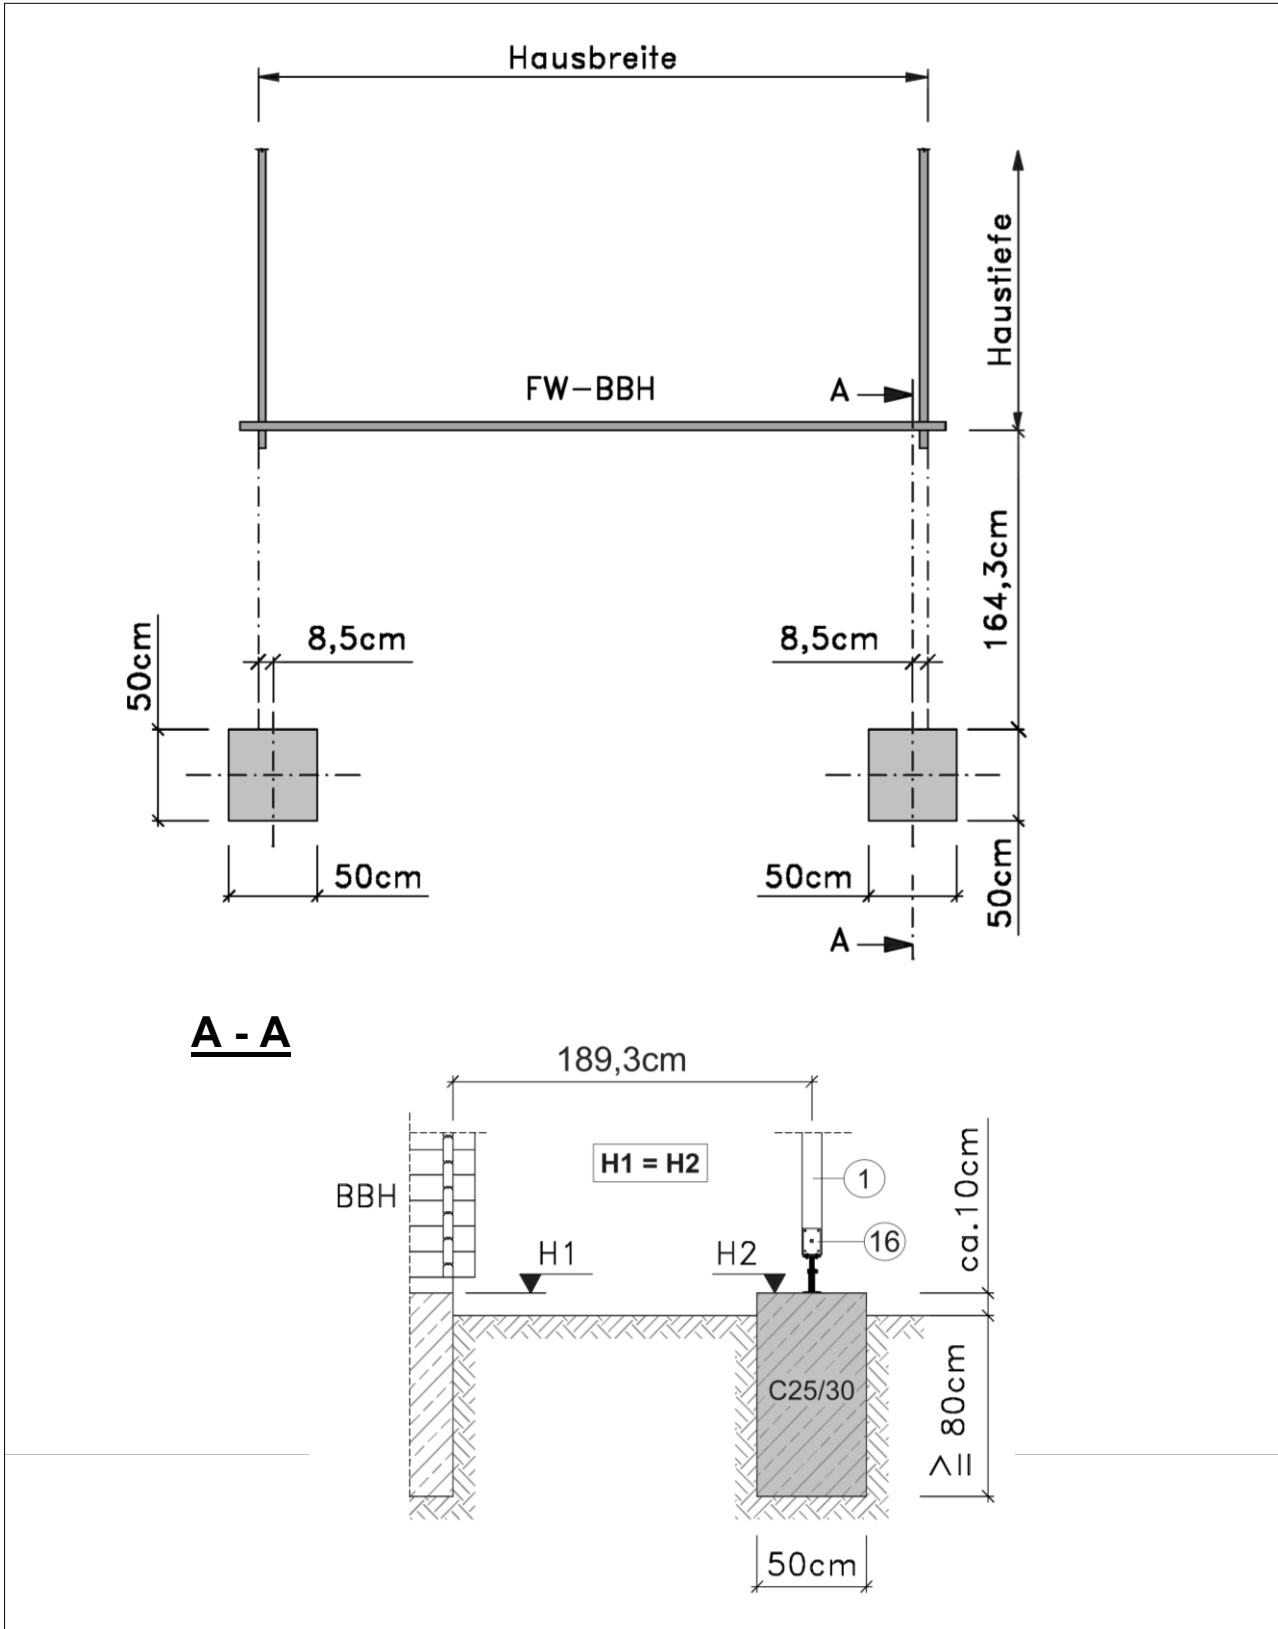 Hausbreite
Haustiefe
FW-BBH
A
164,3cm
50cm
8,5cm
8,5cm
50cm
50cm
50cm
A
A - A
189,3cm
H1 = H2
1
ca.10cm
BBH
H1
H2
16
C25/30
≥ 80cm
50cm